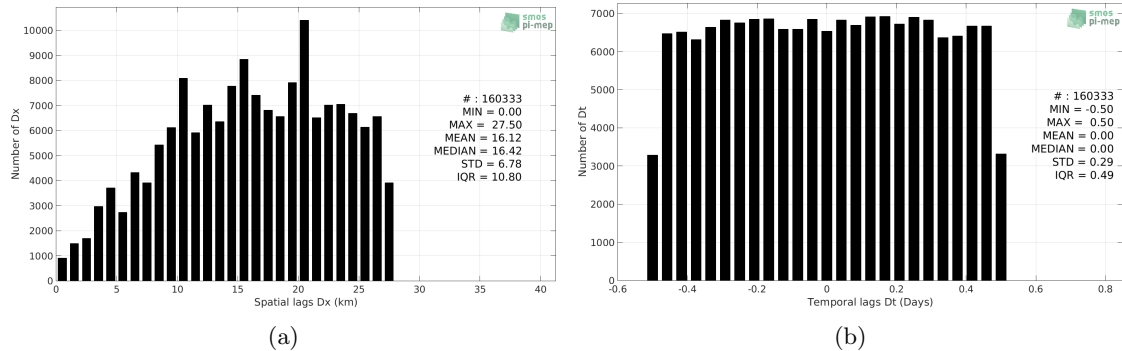 smos
pi-mep
10000
9000
8000
7000
6000
5000
4000
3000
2000
1000
0
Number of Dx
# : 160333
MIN = 0.00
MAX = 27.50
MEAN = 16.12
MEDIAN = 16.42
STD = 6.78
IQR = 10.80
0 5 10 15 20 25 30 35 40
Spatial lags Dx (km)
(a)
smos
pi-mep
7000
6000
5000
4000
3000
2000
1000
0
Number of Dt
# : 160333
MIN = -0.50
MAX = 0.50
MEAN = 0.00
MEDIAN = 0.00
STD = 0.29
IQR = 0.49
-0.6 -0.4 -0.2 0 0.2 0.4 0.6 0.8
Temporal lags Dt (Days)
(b)